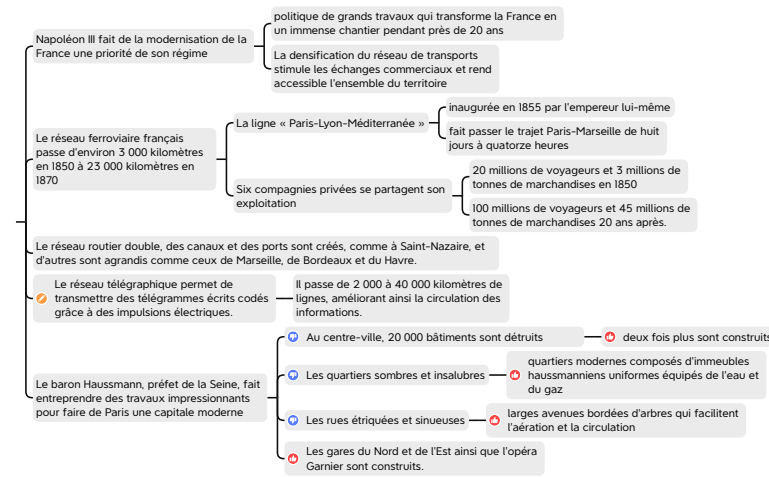 politique de grands travaux qui transforme la France en
un immense chantier pendant près de 20 ans
Napoléon III fait de la modernisation de la
France une priorité de son régime
La densification du réseau de transports
stimule les échanges commerciaux et rend
accessible l'ensemble du territoire
Le réseau ferroviaire français
passe d'environ 3 000 kilomètres
en 1850 à 23 000 kilomètres en
1870
La ligne « Paris-Lyon-Méditerranée »
inaugurée en 1855 par l'empereur lui-même
fait passer le trajet Paris-Marseille de huit
jours à quatorze heures
Six compagnies privées se partagent son
exploitation
20 millions de voyageurs et 3 millions de
tonnes de marchandises en 1850
100 millions de voyageurs et 45 millions de
tonnes de marchandises 20 ans après.
Le réseau routier double, des canaux et des ports sont créés, comme à Saint-Nazaire, et
d'autres sont agrandis comme ceux de Marseille, de Bordeaux et du Havre.
Le réseau télégraphique permet de
transmettre des télégrammes écrits codés
grâce à des impulsions électriques.
Il passe de 2 000 à 40 000 kilomètres de
lignes, améliorant ainsi la circulation des
informations.
Le baron Haussmann, préfet de la Seine, fait
entreprendre des travaux impressionnants
pour faire de Paris une capitale moderne
Au centre-ville, 20 000 bâtiments sont détruits
deux fois plus sont construits
Les quartiers sombres et insalubres
quartiers modernes composés d'immeubles
haussmanniens uniformes équipés de l'eau et
du gaz
Les rues étriquées et sinueuses
larges avenues bordées d'arbres qui facilitent
l'aération et la circulation
Les gares du Nord et de l'Est ainsi que l'opéra
Garnier sont construits.